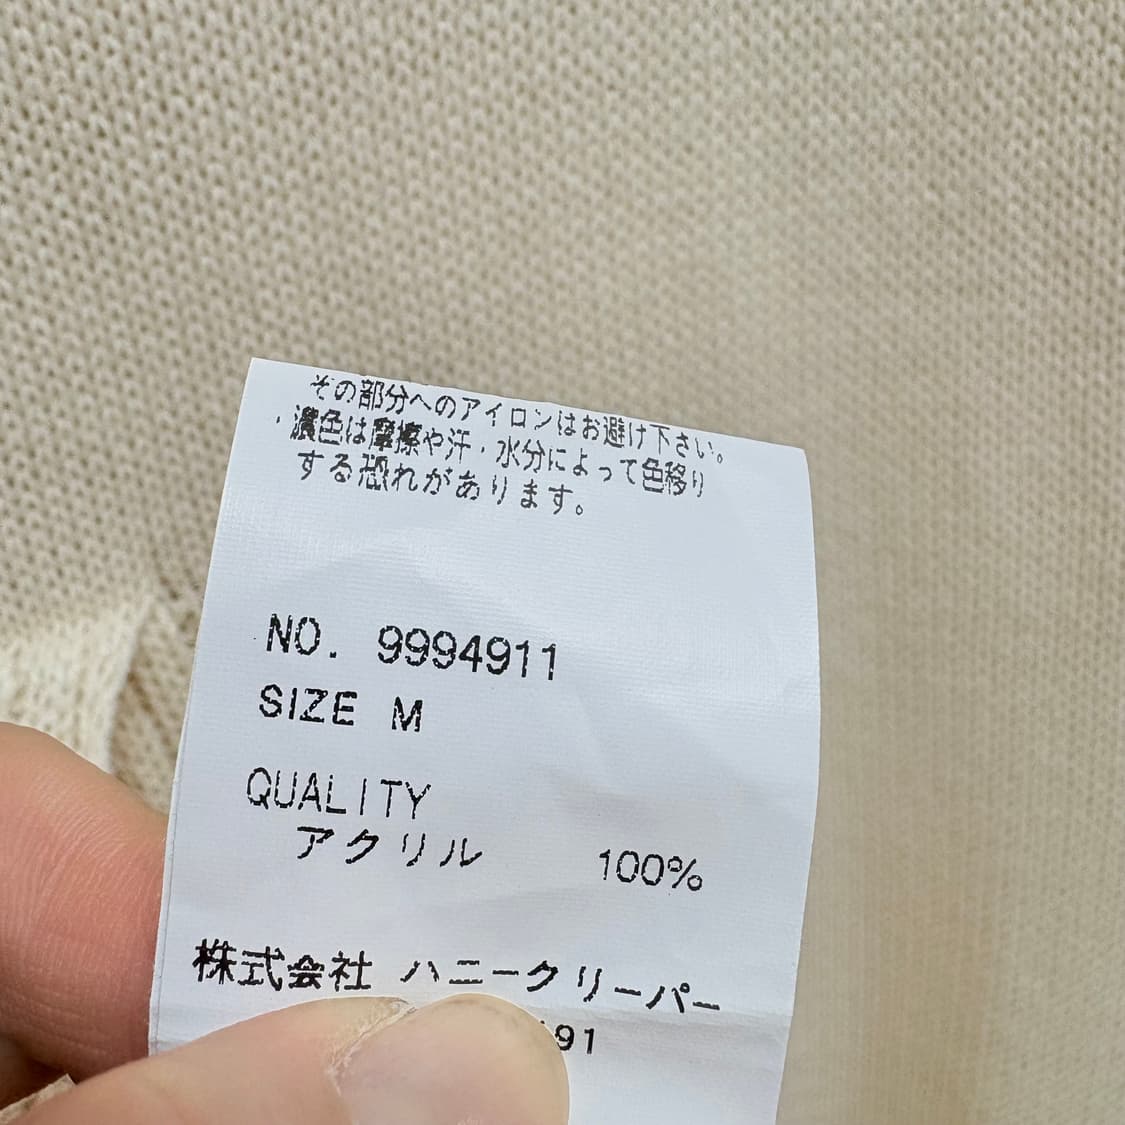 その部分へのアイロンはお避け下さい。
・濃色は摩擦や汗・水分によって色移り
する恐れがあります。
NO. 9994911
SIZE M
QUALITY
アクリル 100%
株式会社 ハニークリーパー
91